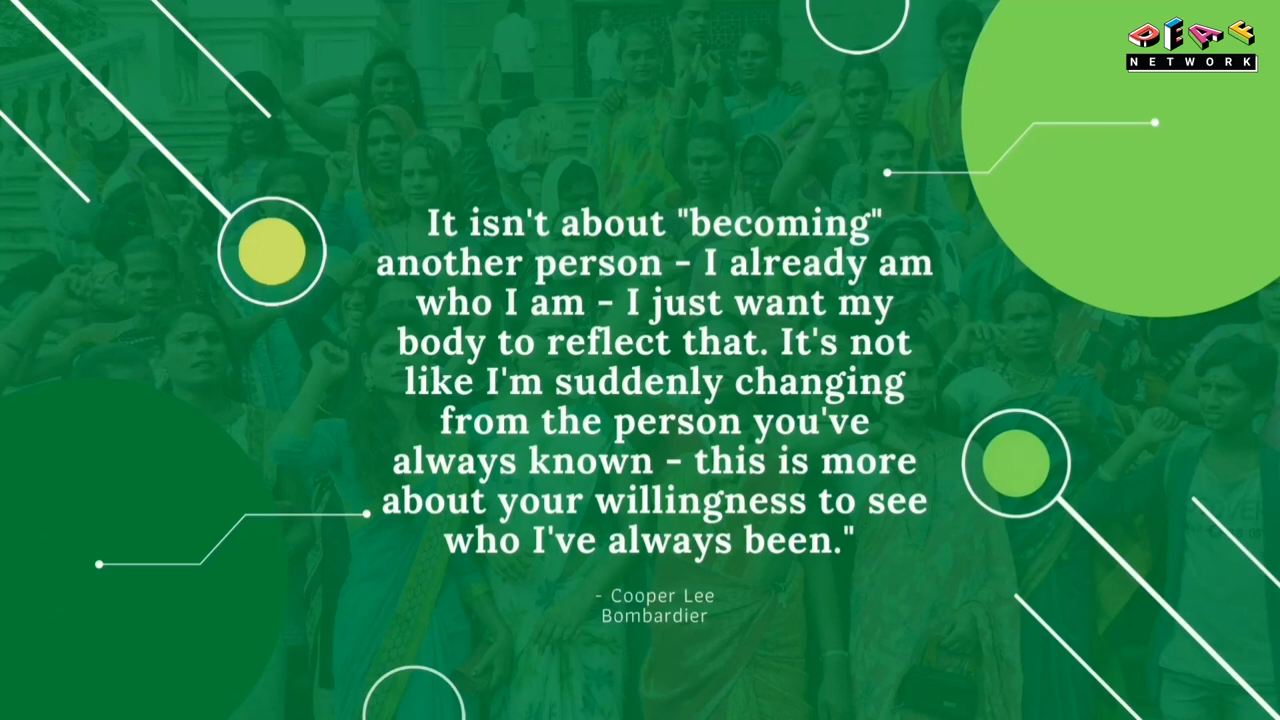 DEAF
NETWORK
It isn't about "becoming"
another person - I already am
who I am - I just want my
body to reflect that. It's not
like I'm suddenly changing
from the person you've
always known - this is more
about your willingness to see
who I've always been."
- Cooper Lee
Bombardier